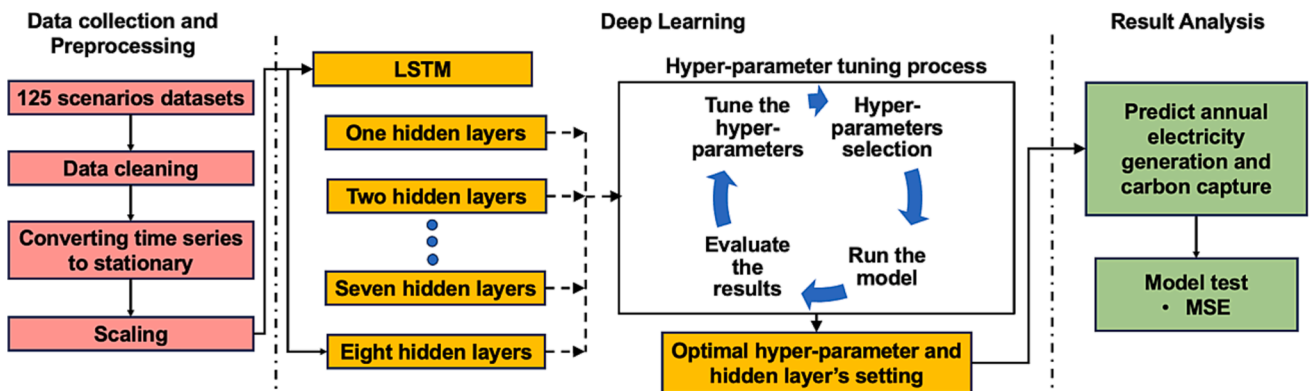 Data collection and
Preprocessing
125 scenarios datasets
Data cleaning
Converting time series
to stationary
Scaling
Deep Learning
LSTM
One hidden layers
Two hidden layers
Seven hidden layers
Eight hidden layers
Hyper-parameter tuning process
Tune the
hyper-
parameters
Hyper-
parameters
selection
Run the
model
Evaluate
the
results
Optimal hyper-parameter and
hidden layer's setting
Result Analysis
Predict annual
electricity
generation and
carbon capture
Model test
• MSE